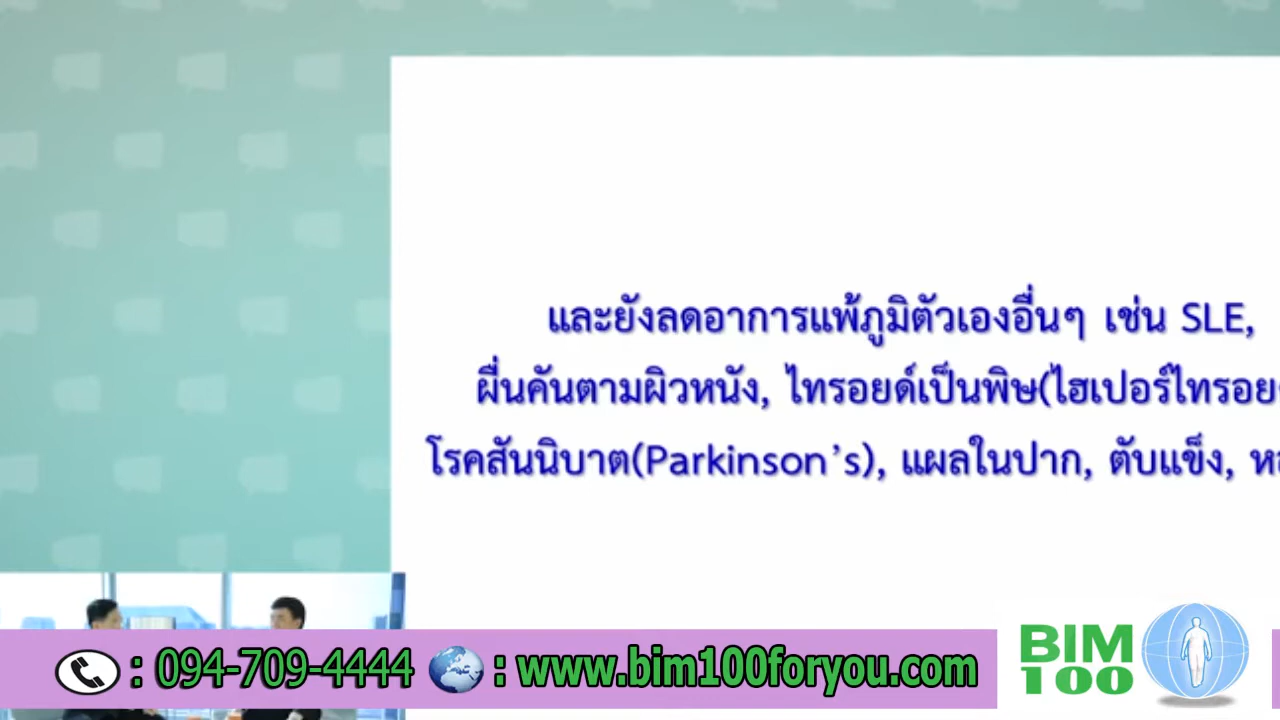 และยังลดอาการแพ้ภูมิตัวเองอื่นๆ เช่น SLE,
ผื่นคันตามผิวหนัง, ไทรอยด์เป็นพิษ(ไฮเปอร์ไทรอย
โรคสันนิบาต(Parkinson's), แผลในปาก, ตับแข็ง,
: 094-709-4444 : www.bim100foryou.com
BIM
100